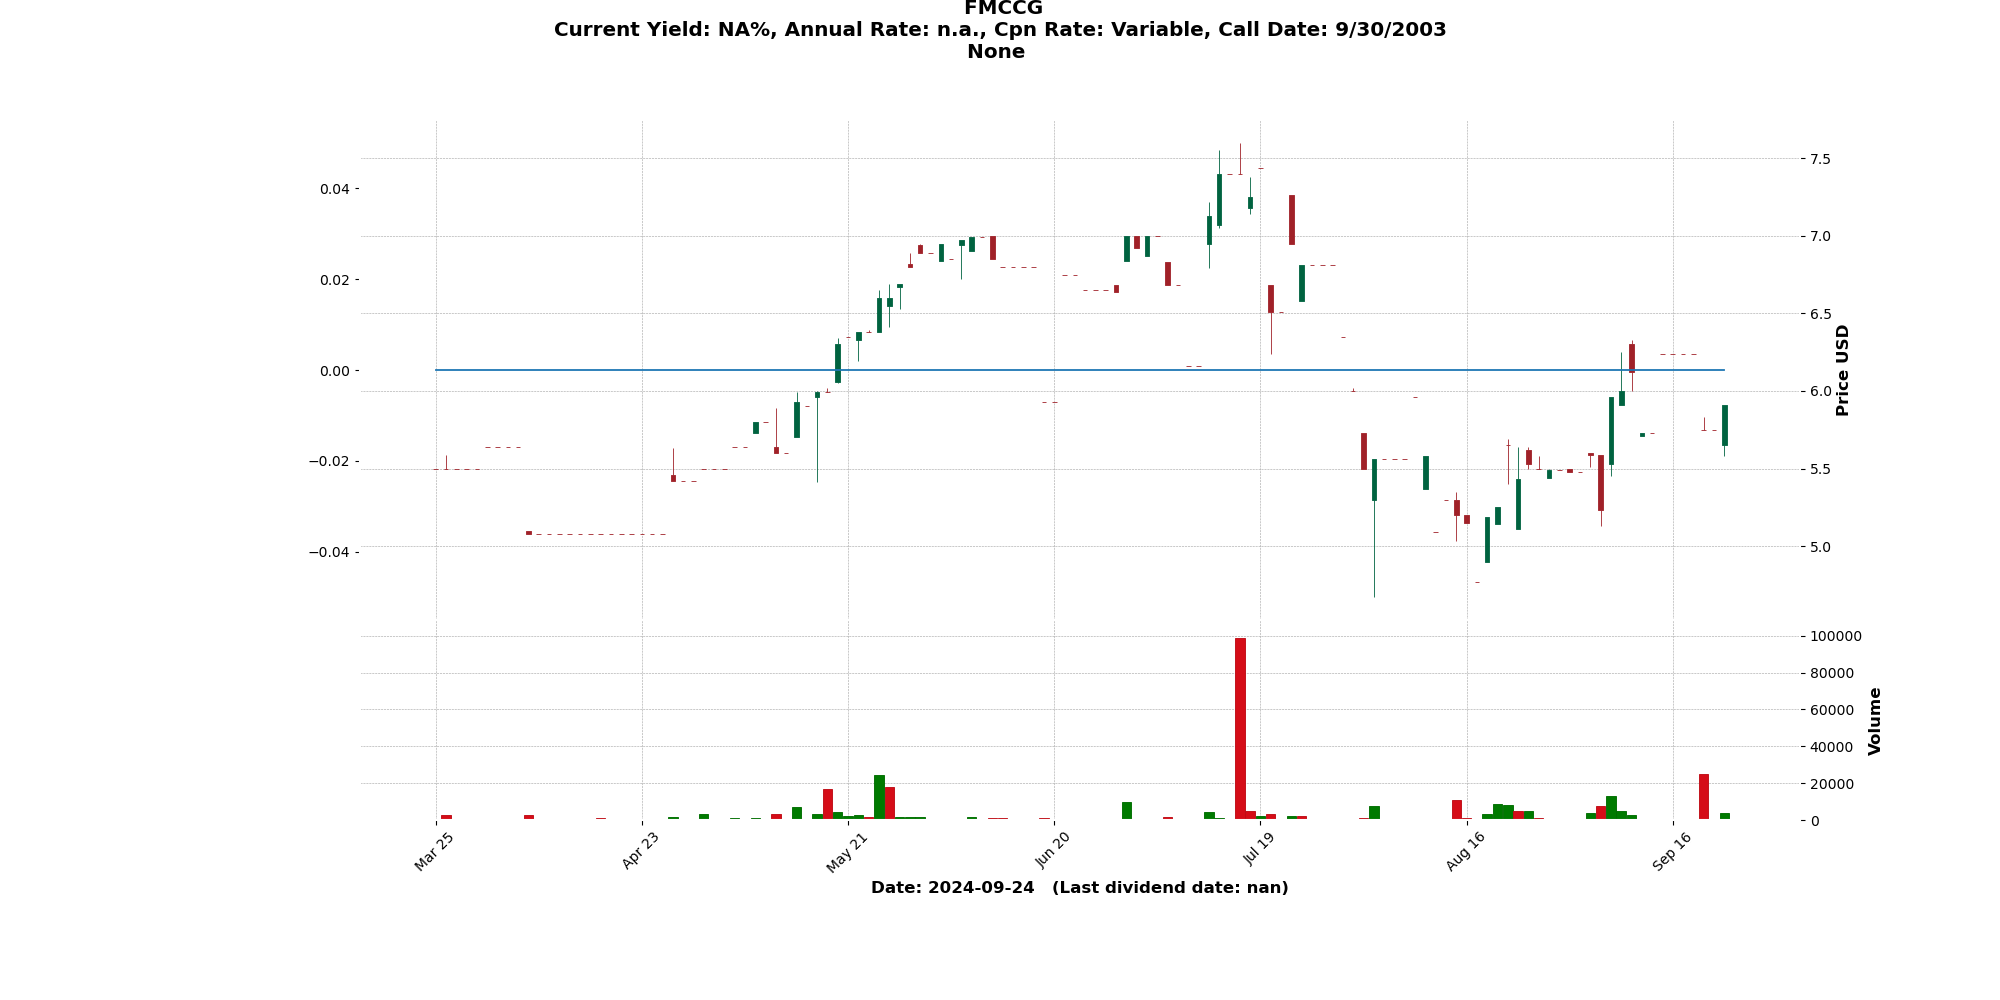 FMCCG
Current Yield: NA%, Annual Rate: n.a., Cpn Rate: Variable, Call Date: 9/30/2003
None
0.04
0.02
0.00
−0.02
−0.04
7.5
7.0
6.5
6.0
5.5
5.0
Price USD
100000
80000
60000
40000
20000
0
Volume
Mar 25
Apr 23
May 21
Jun 20
Jul 19
Aug 16
Sep 16
Date: 2024-09-24 (Last dividend date: nan)